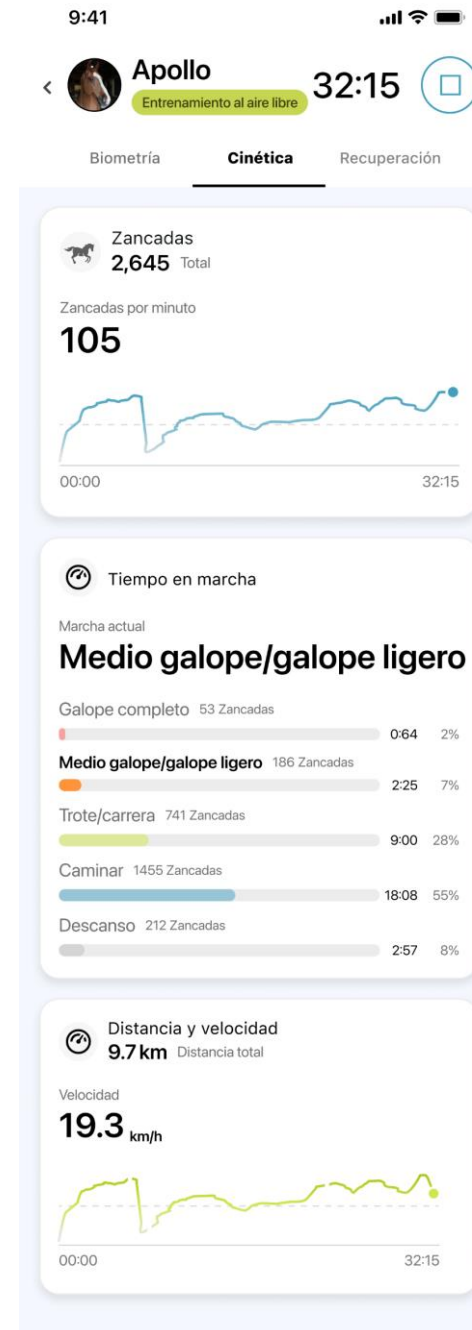 9:41
Apollo
Entrenamiento al aire libre
32:15
Biometría Cinética Recuperación
Zancadas
2,645 Total
Zancadas por minuto
105
00:00 32:15
Tiempo en marcha
Marcha actual
Medio galope/galope ligero
Galope completo 53 Zancadas
0:64 2%
Medio galope/galope ligero 186 Zancadas
2:25 7%
Trote/carrera 741 Zancadas
9:00 28%
Caminar 1455 Zancadas
18:08 55%
Descanso 212 Zancadas
2:57 8%
Distancia y velocidad
9.7 km Distancia total
Velocidad
19.3 km/h
00:00 32:15